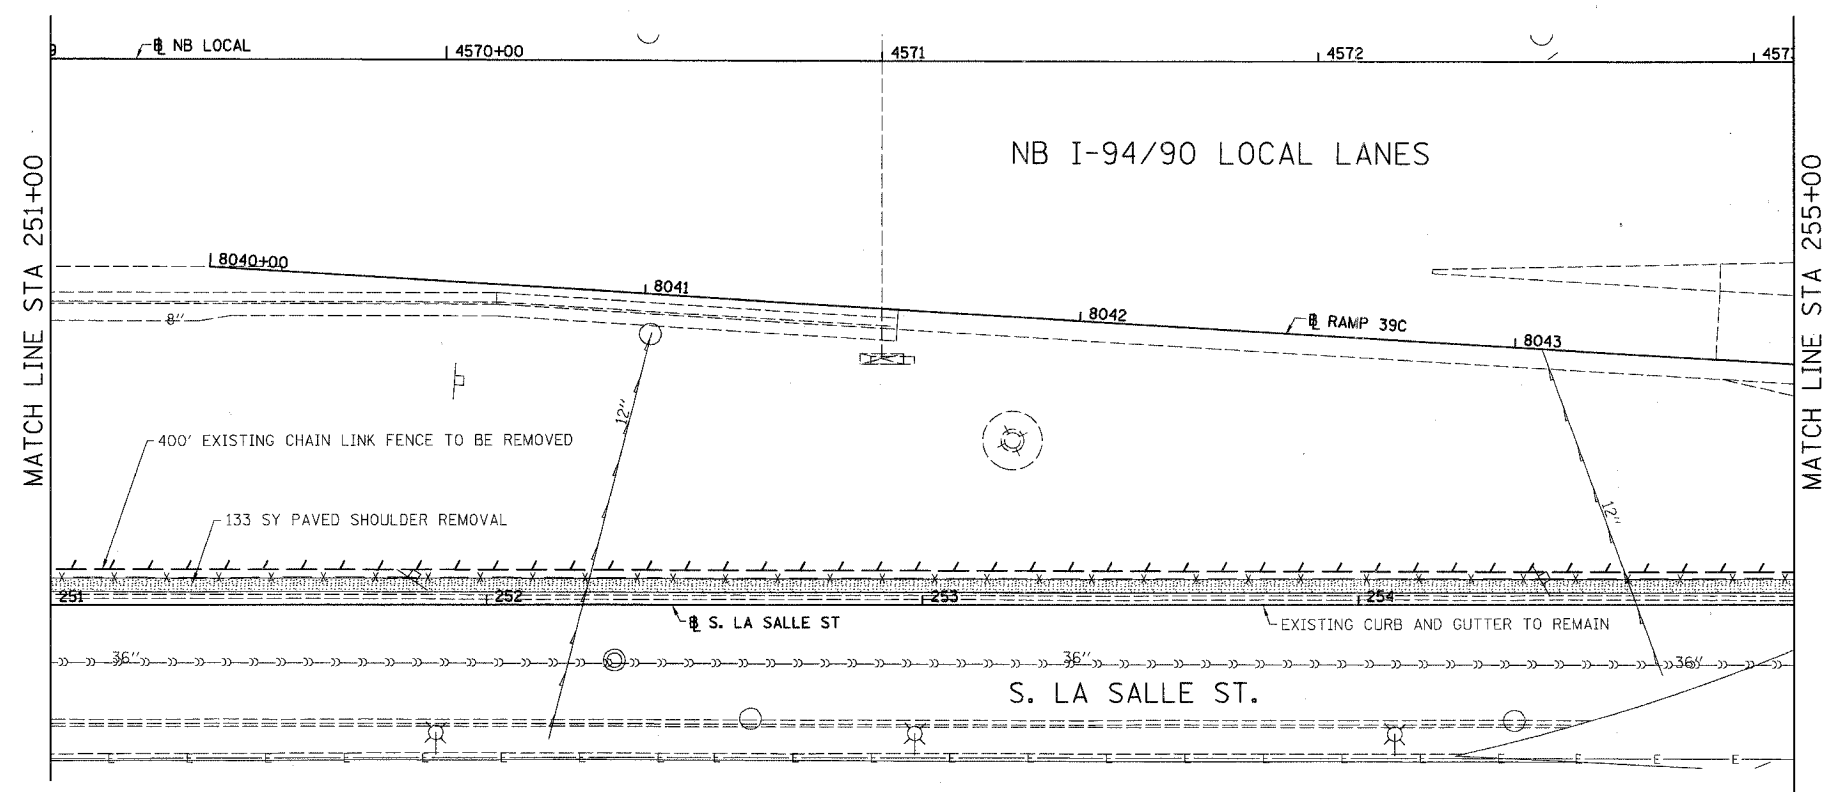 ℄ NB LOCAL
4570+00
4571
4572
457
NB I-94/90 LOCAL LANES
MATCH LINE STA 251+00
MATCH LINE STA 255+00
8040+00
8041
8042
℄ RAMP 39C
8043
8"
12"
400' EXISTING CHAIN LINK FENCE TO BE REMOVED
12"
133 SY PAVED SHOULDER REMOVAL
251
252
253
254
℄ S. LA SALLE ST
EXISTING CURB AND GUTTER TO REMAIN
36"
36"
36"
S. LA SALLE ST.
E E E E E E E E E E E E E E E E E E E E E E